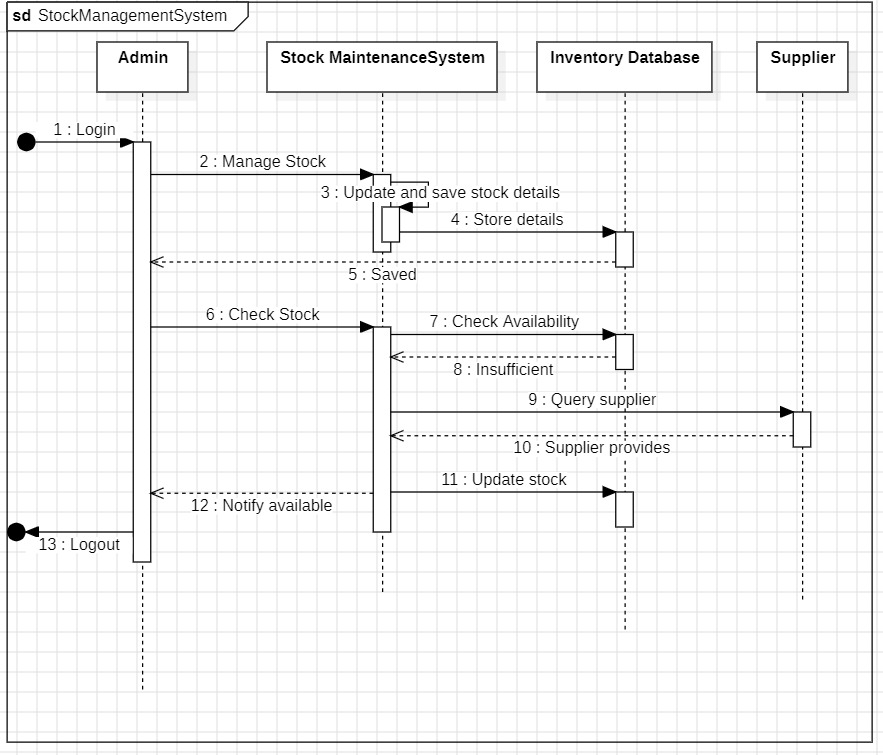 sd StockManagementSystem
Admin
Stock MaintenanceSystem
Inventory Database
Supplier
1 : Login
2 : Manage Stock
3 : Update and save stock details
4 : Store details
5 : Saved
6 : Check Stock
7 : Check Availability
8 : Insufficient
9 : Query supplier
10 : Supplier provides
11 : Update stock
12 : Notify available
13 : Logout